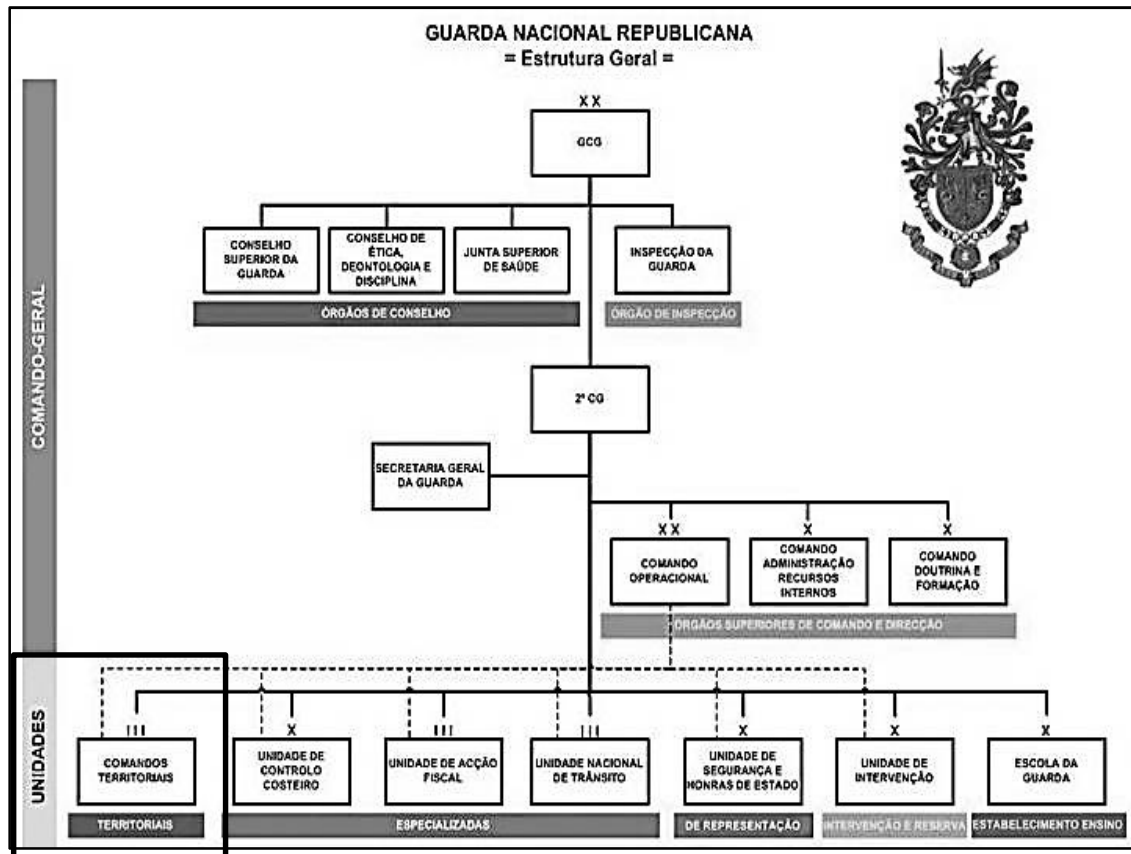 GUARDA NACIONAL REPUBLICANA
= Estrutura Geral =
COMANDO-GERAL
X X
GCG
CONSELHO
SUPERIOR DA
GUARDA
CONSELHO DE
ÉTICA,
DEONTOLOGIA E
DISCIPLINA
JUNTA SUPERIOR
DE SAÚDE
INSPECÇÃO DA
GUARDA
ÓRGÃOS DE CONSELHO
ÓRGÃO DE INSPECÇÃO
2º CG
SECRETARIA GERAL
DA GUARDA
X X
COMANDO
OPERACIONAL
X
COMANDO
ADMINISTRAÇÃO
RECURSOS
INTERNOS
X
COMANDO
DOUTRINA E
FORMAÇÃO
ÓRGÃOS SUPERIORES DE COMANDO E DIRECÇÃO
UNIDADES
III
COMANDOS
TERRITORIAIS
X
UNIDADE DE
CONTROLO
COSTEIRO
III
UNIDADE DE ACÇÃO
FISCAL
III
UNIDADE NACIONAL
DE TRÂNSITO
X
UNIDADE DE
SEGURANÇA E
HONRAS DE ESTADO
X
UNIDADE DE
INTERVENÇÃO
X
ESCOLA DA
GUARDA
TERRITORIAIS
ESPECIALIZADAS
DE REPRESENTAÇÃO
INTERVENÇÃO E RESERVA
ESTABELECIMENTO ENSINO